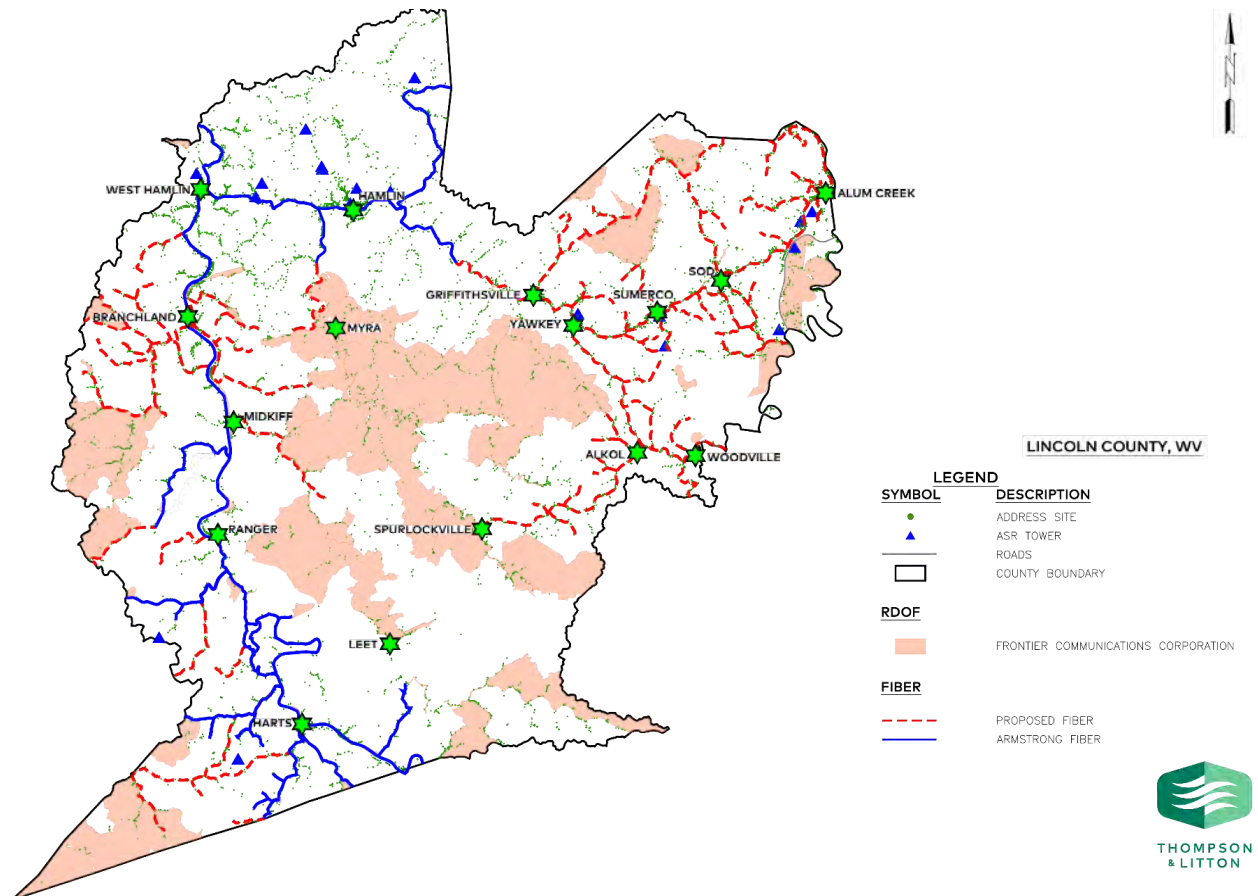 N
WEST HAMLIN
HAMLIN
ALUM CREEK
SOD
GRIFFITHSVILLE
SUMERCO
BRANCHLAND
MYRA
YAWKEY
MIDKIFF
ALKOL
WOODVILLE
RANGER
SPURLOCKVILLE
LEET
HARTS
LINCOLN COUNTY, WV
LEGEND
SYMBOL DESCRIPTION
ADDRESS SITE
ASR TOWER
ROADS
COUNTY BOUNDARY
RDOF
FRONTIER COMMUNICATIONS CORPORATION
FIBER
PROPOSED FIBER
ARMSTRONG FIBER
THOMPSON
& LITTON